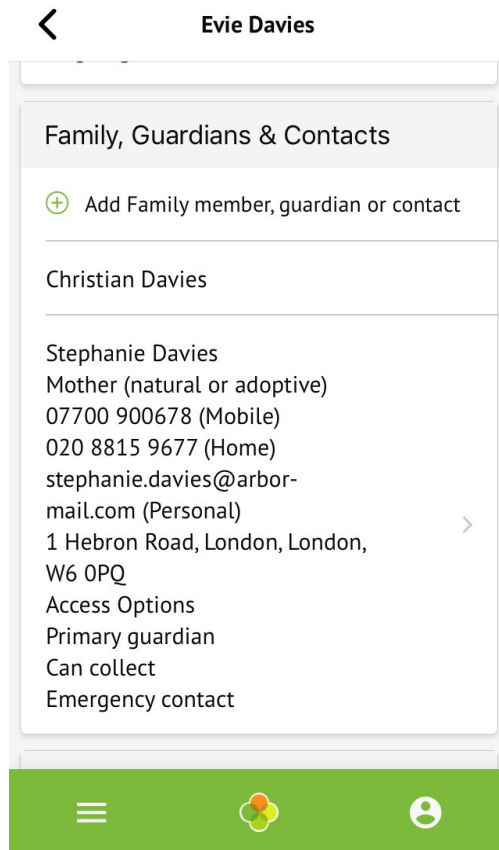 Evie Davies
Family, Guardians & Contacts
Add Family member, guardian or contact
Christian Davies
Stephanie Davies
Mother (natural or adoptive)
07700 900678 (Mobile)
020 8815 9677 (Home)
stephanie.davies@arbor-
mail.com (Personal)
1 Hebron Road, London, London,
W6 0PQ
Access Options
Primary guardian
Can collect
Emergency contact